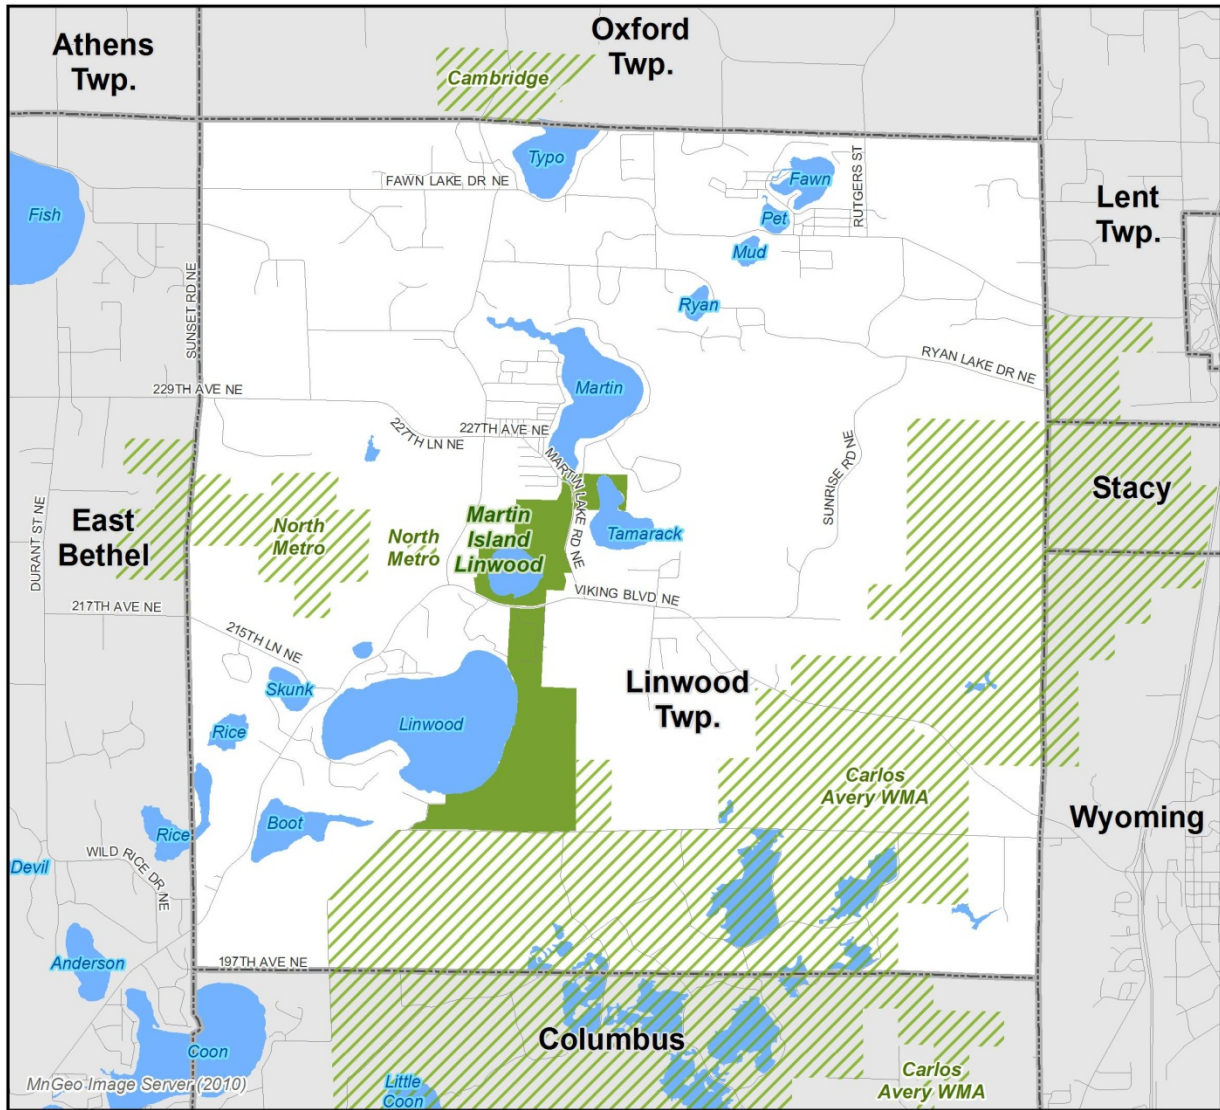 Athens
Twp.
Oxford
Twp.
Cambridge
Typo
Fawn
FAWN LAKE DR NE
RUTGERS ST
Lent
Twp.
Fish
Pet
Mud
SUNSET RD NE
Ryan
RYAN LAKE DR NE
Martin
229TH AVE NE
227TH LN NE
227TH AVE NE
MARTIN LAKE RD NE
SUNRISE RD NE
Stacy
East
Bethel
DURANT ST NE
North
Metro
North
Metro
Martin
Island
Linwood
Tamarack
VIKING BLVD NE
217TH AVE NE
215TH LN NE
Skunk
Linwood
Twp.
Rice
Linwood
Carlos
Avery WMA
Wyoming
Rice
Boot
Devil
WILD RICE DR NE
Anderson
197TH AVE NE
Columbus
Coon
MnGeo Image Server (2010)
Little
Coon
Carlos
Avery WMA